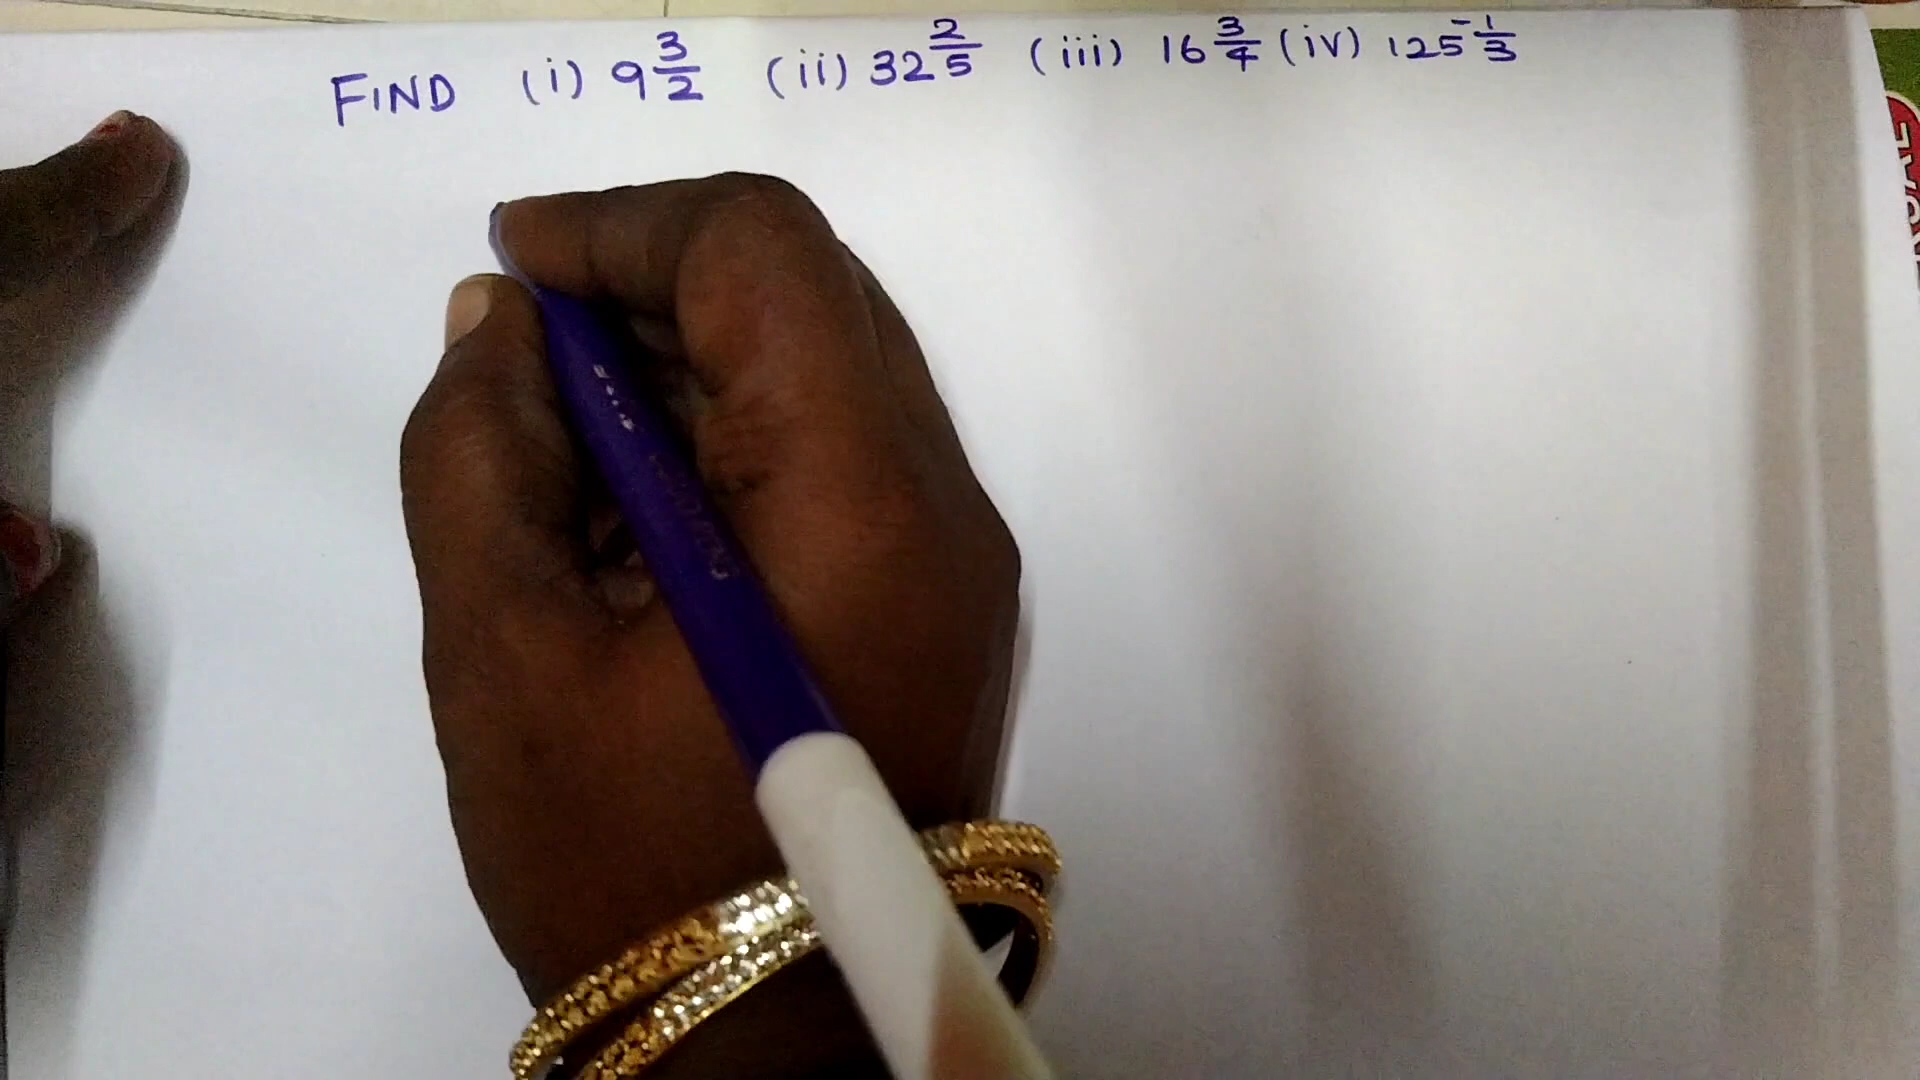 FIND (i) 9^{3/2} (ii) 32^{2/5} (iii) 16^{3/4} (iv) 125^{-1/3}